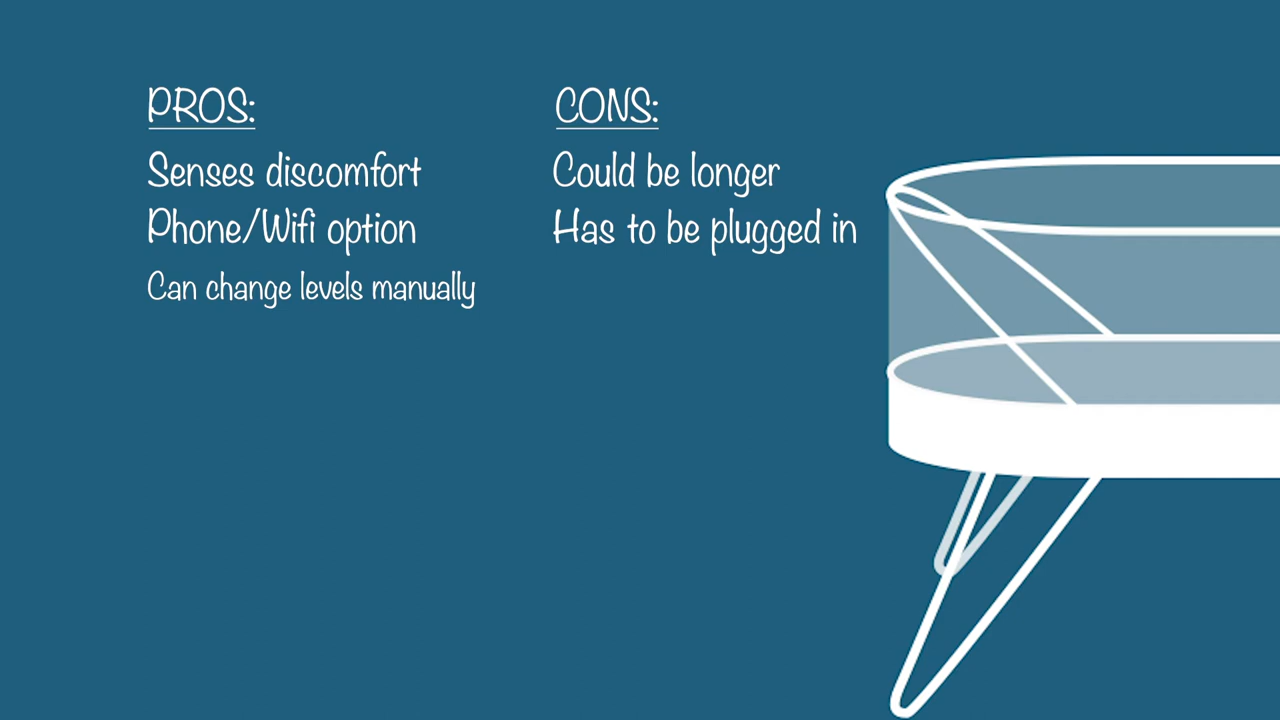 PROS:
Senses discomfort
Phone/Wifi option
Can change levels manually
CONS:
Could be longer
Has to be plugged in